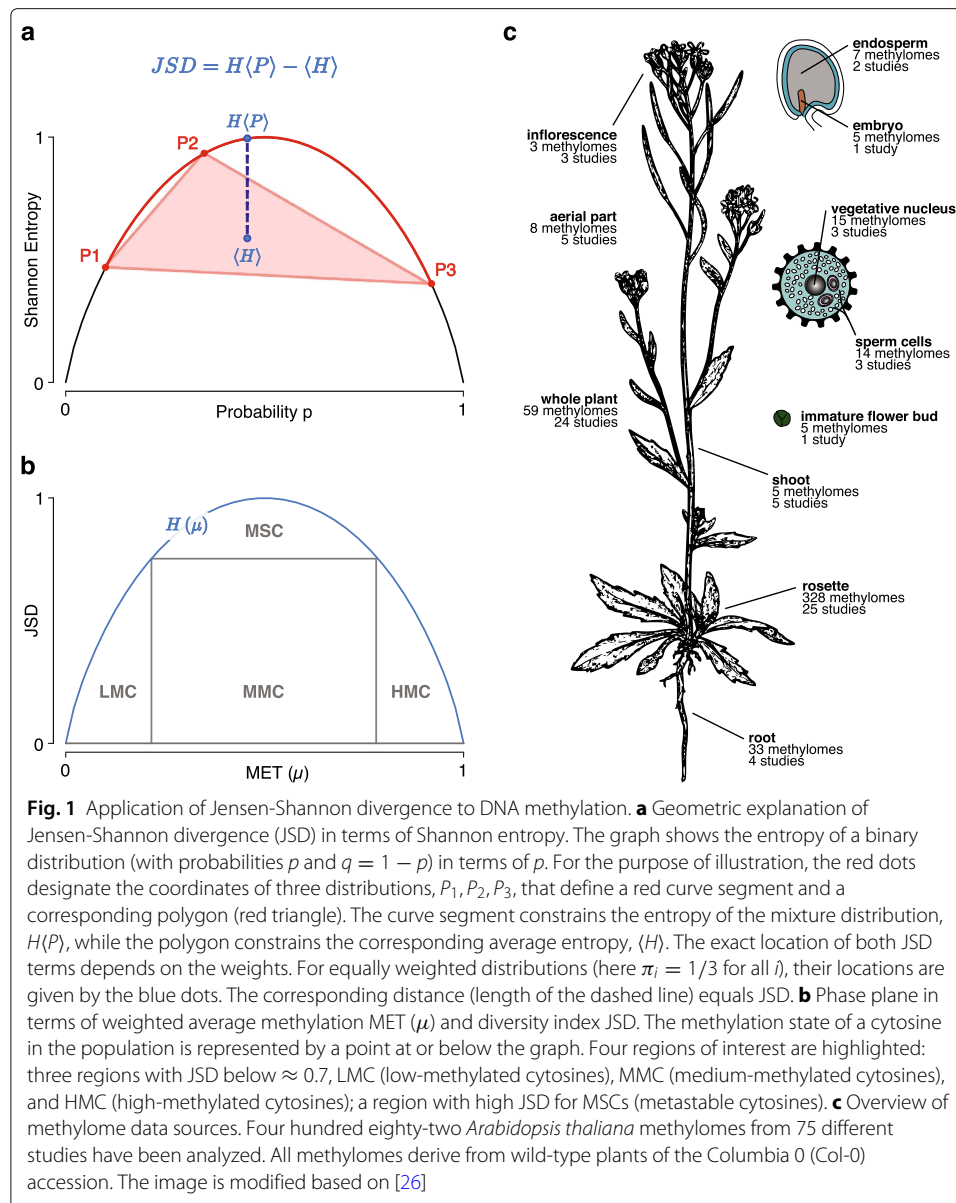 a
JSD = H⟨P⟩ − ⟨H⟩
H⟨P⟩
1
P2
⟨H⟩
P1
P3
Shannon Entropy
0
0
Probability p
1
b
1
H (μ)
MSC
JSD
LMC
MMC
HMC
0
0
MET (μ)
1
c
endosperm
7 methylomes
2 studies
embryo
5 methylomes
1 study
inflorescence
3 methylomes
3 studies
vegetative nucleus
15 methylomes
3 studies
aerial part
8 methylomes
5 studies
sperm cells
14 methylomes
3 studies
whole plant
59 methylomes
24 studies
immature flower bud
5 methylomes
1 study
shoot
5 methylomes
5 studies
rosette
328 methylomes
25 studies
root
33 methylomes
4 studies
Fig. 1 Application of Jensen-Shannon divergence to DNA methylation. a Geometric explanation of
Jensen-Shannon divergence (JSD) in terms of Shannon entropy. The graph shows the entropy of a binary
distribution (with probabilities p and q = 1 − p) in terms of p. For the purpose of illustration, the red dots
designate the coordinates of three distributions, P1, P2, P3, that define a red curve segment and a
corresponding polygon (red triangle). The curve segment constrains the entropy of the mixture distribution,
H⟨P⟩, while the polygon constrains the corresponding average entropy, ⟨H⟩. The exact location of both JSD
terms depends on the weights. For equally weighted distributions (here πi = 1/3 for all i), their locations are
given by the blue dots. The corresponding distance (length of the dashed line) equals JSD. b Phase plane in
terms of weighted average methylation MET (μ) and diversity index JSD. The methylation state of a cytosine
in the population is represented by a point at or below the graph. Four regions of interest are highlighted:
three regions with JSD below ≈ 0.7, LMC (low-methylated cytosines), MMC (medium-methylated cytosines),
and HMC (high-methylated cytosines); a region with high JSD for MSCs (metastable cytosines). c Overview of
methylome data sources. Four hundred eighty-two Arabidopsis thaliana methylomes from 75 different
studies have been analyzed. All methylomes derive from wild-type plants of the Columbia 0 (Col-0)
accession. The image is modified based on [26]